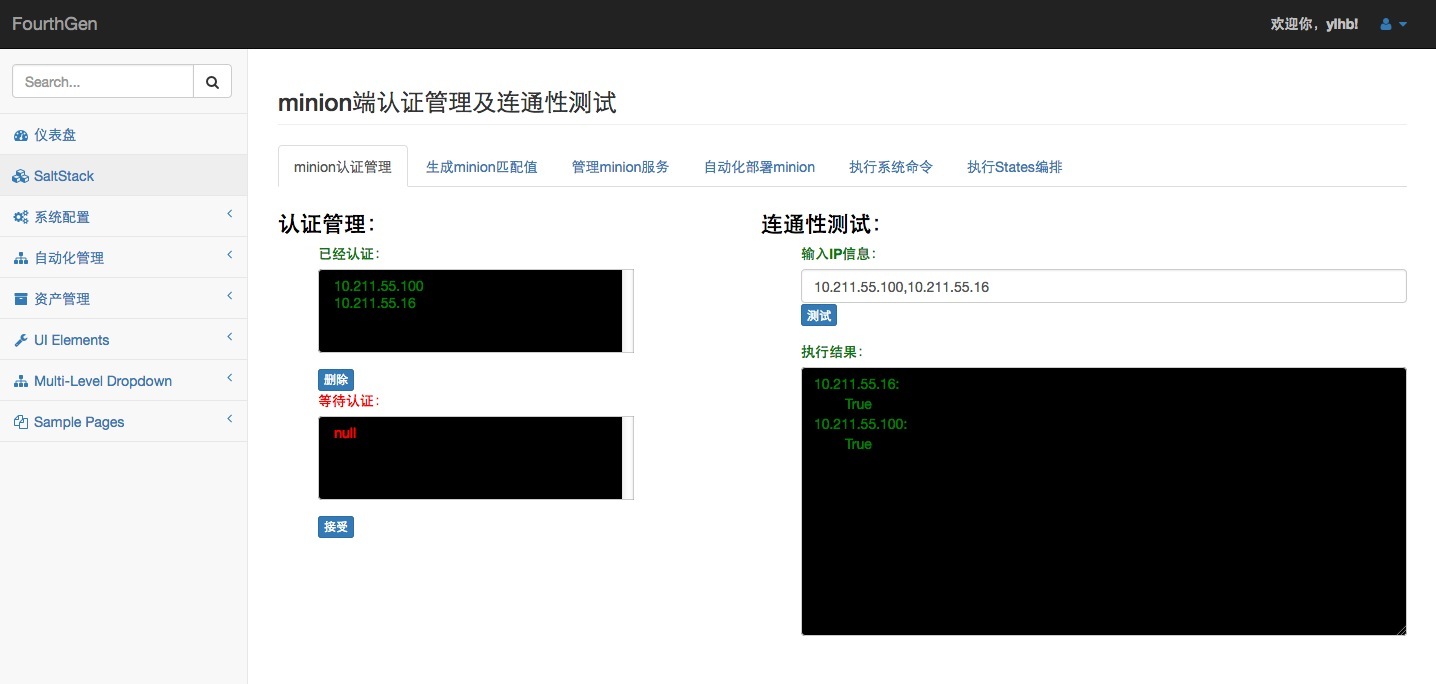 FourthGen
欢迎你，ylhb!
Search...
仪表盘
SaltStack
系统配置
自动化管理
资产管理
UI Elements
Multi-Level Dropdown
Sample Pages
minion端认证管理及连通性测试
minion认证管理 生成minion匹配值 管理minion服务 自动化部署minion 执行系统命令 执行States编排
认证管理：
已经认证：
10.211.55.100
10.211.55.16
删除
等待认证：
null
接受
连通性测试：
输入IP信息：
10.211.55.100,10.211.55.16
测试
执行结果：
10.211.55.16:
True
10.211.55.100:
True